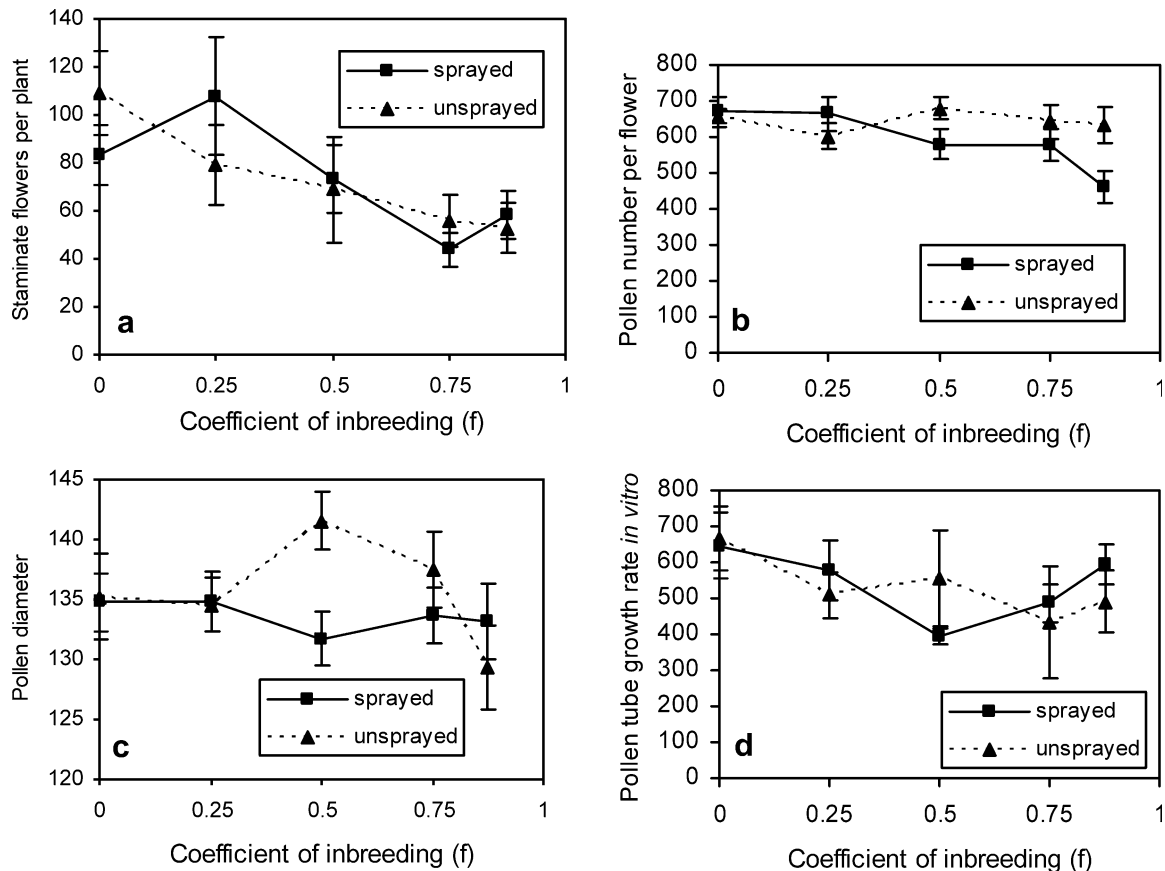 Staminate flowers per plant
140
120
100
80
60
40
20
0
sprayed
unsprayed
a
0 0.25 0.5 0.75 1
Coefficient of inbreeding (f)
Pollen number per flower
800
700
600
500
400
300
200
100
0
sprayed
unsprayed
b
0 0.25 0.5 0.75 1
Coefficient of inbreeding (f)
Pollen diameter
145
140
135
130
125
120
sprayed
unsprayed
c
0 0.25 0.5 0.75 1
Coefficient of inbreeding (f)
Pollen tube growth rate in vitro
800
700
600
500
400
300
200
100
0
sprayed
unsprayed
d
0 0.25 0.5 0.75 1
Coefficient of inbreeding (f)